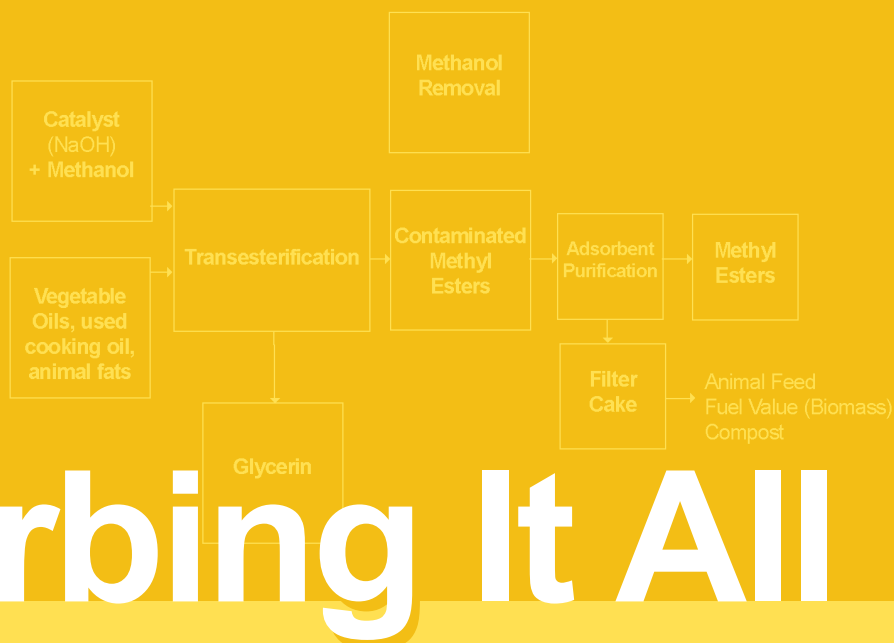 Methanol
Removal
Catalyst
(NaOH)
+ Methanol
Transesterification
Contaminated
Methyl
Esters
Adsorbent
Purification
Methyl
Esters
Vegetable
Oils, used
cooking oil,
animal fats
Filter
Cake
Animal Feed
Fuel Value (Biomass)
Compost
Glycerin
rbing It All